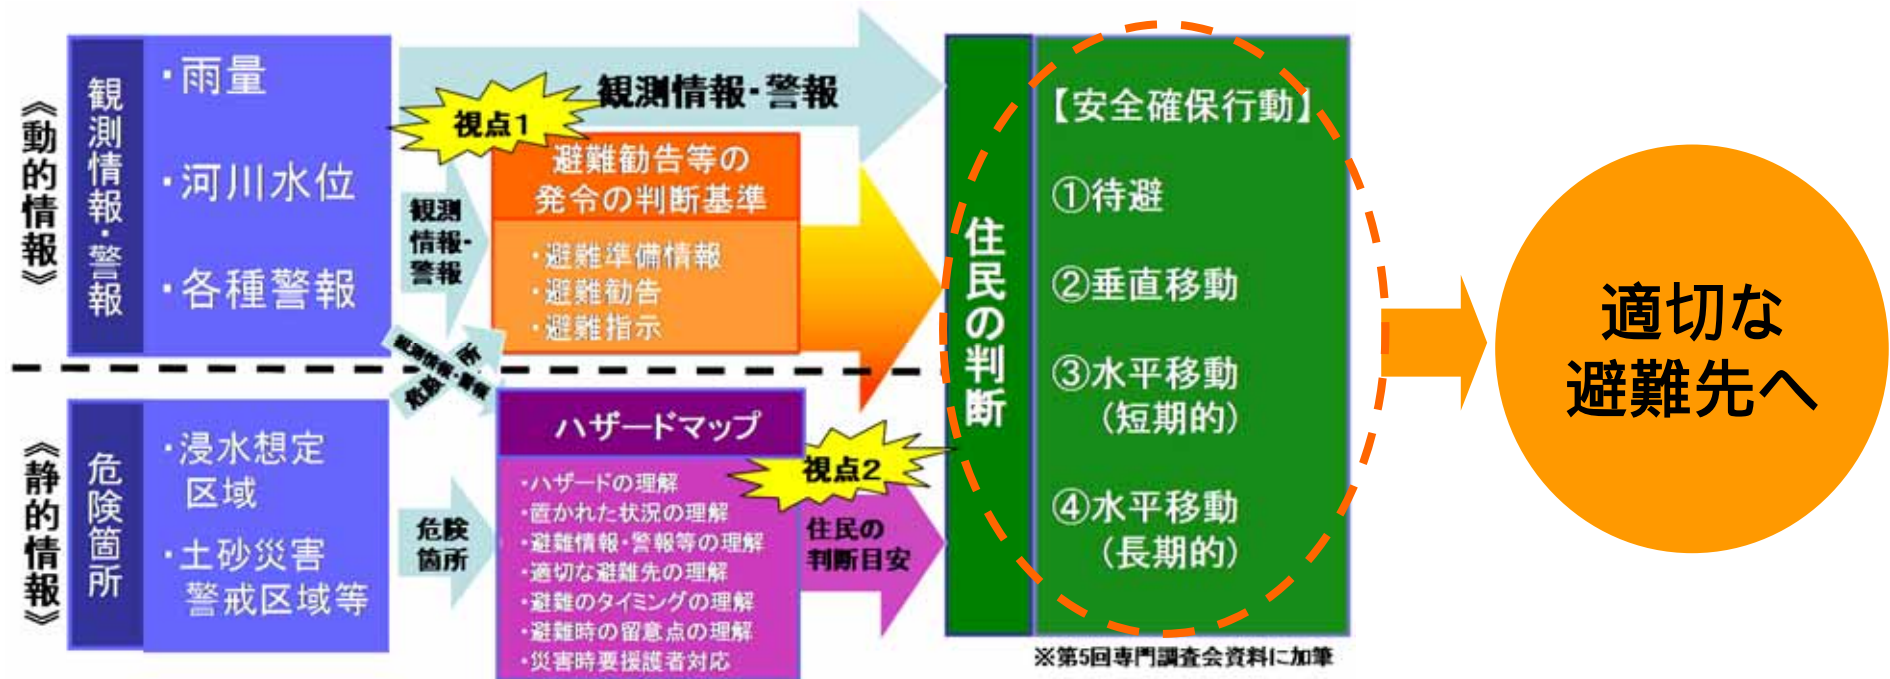 《動的情報》
観測情報・警報
・雨量
・河川水位
・各種警報
観測情報・警報
視点1
観測
情報・
警報
避難勧告等の
発令の判断基準
・避難準備情報
・避難勧告
・避難指示
観測情報・警報
危険
《静的情報》
危険箇所
・浸水想定
区域
・土砂災害
警戒区域等
危険
箇所
ハザードマップ
・ハザードの理解
・置かれた状況の理解
・避難情報・警報等の理解
・適切な避難先の理解
・避難のタイミングの理解
・避難時の留意点の理解
・災害時要援護者対応
視点2
住民の
判断目安
住民の判断
【安全確保行動】
①待避
②垂直移動
③水平移動
（短期的）
④水平移動
（長期的）
※第5回専門調査会資料に加筆
適切な
避難先へ